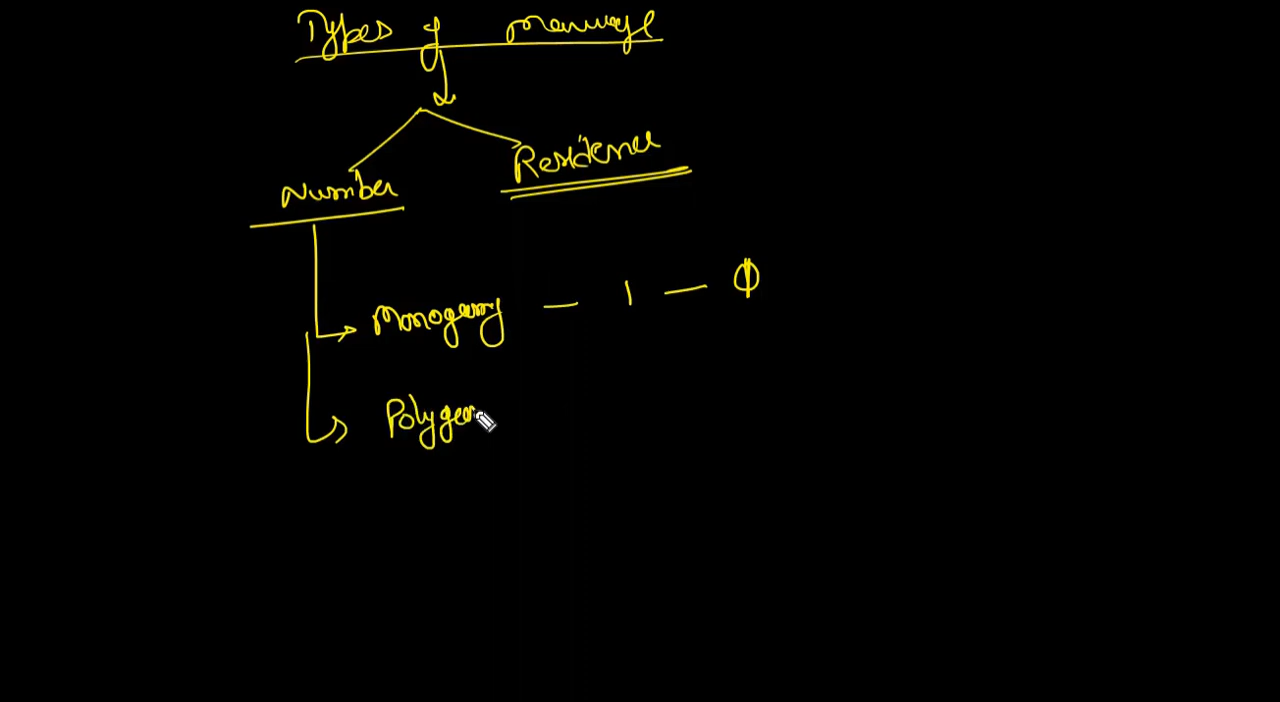 Types of Marriage
Number
Residence
Monogamy - 1 - Φ
Polygam